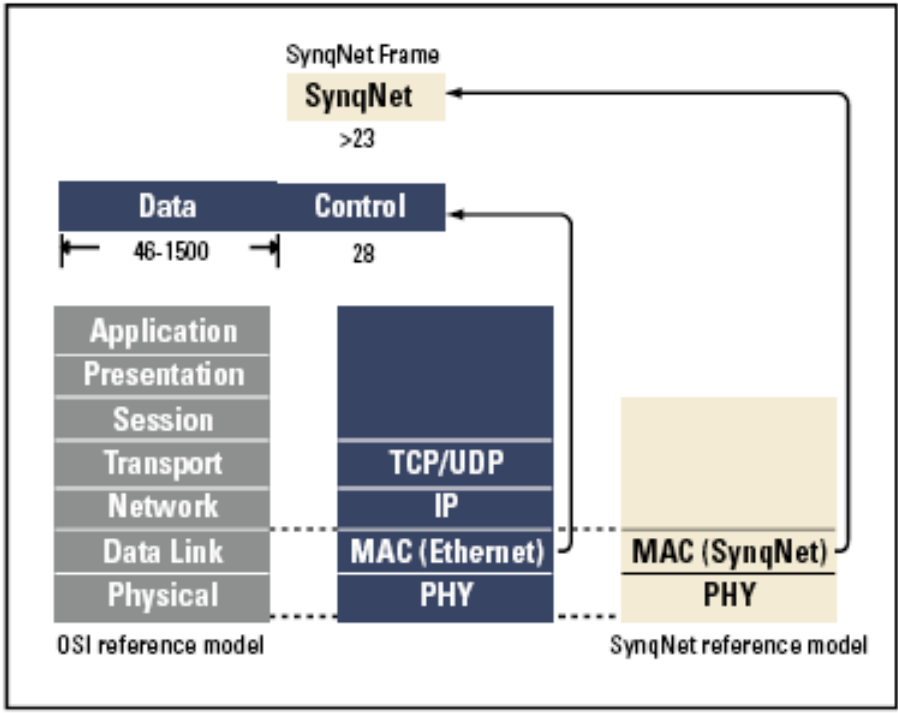 SynqNet Frame
SynqNet
>23
Data Control
46-1500 28
Application
Presentation
Session
Transport TCP/UDP
Network IP
Data Link MAC (Ethernet) MAC (SynqNet)
Physical PHY PHY
OSI reference model SynqNet reference model